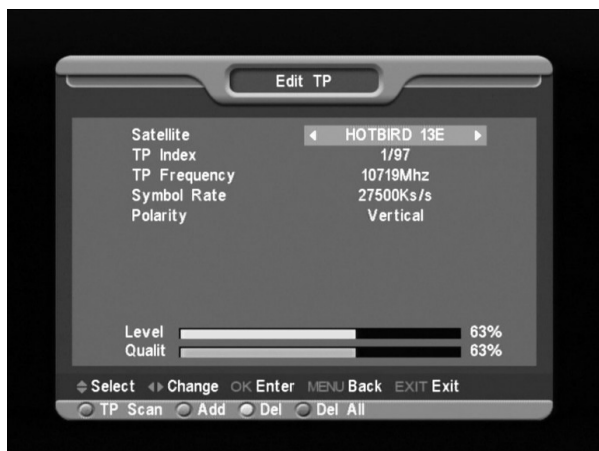 Edit TP
Satellite HOTBIRD 13E
TP Index 1/97
TP Frequency 10719Mhz
Symbol Rate 27500Ks/s
Polarity Vertical
Level 63%
Qualit 63%
Select Change OK Enter MENU Back EXIT Exit
TP Scan Add Del Del All